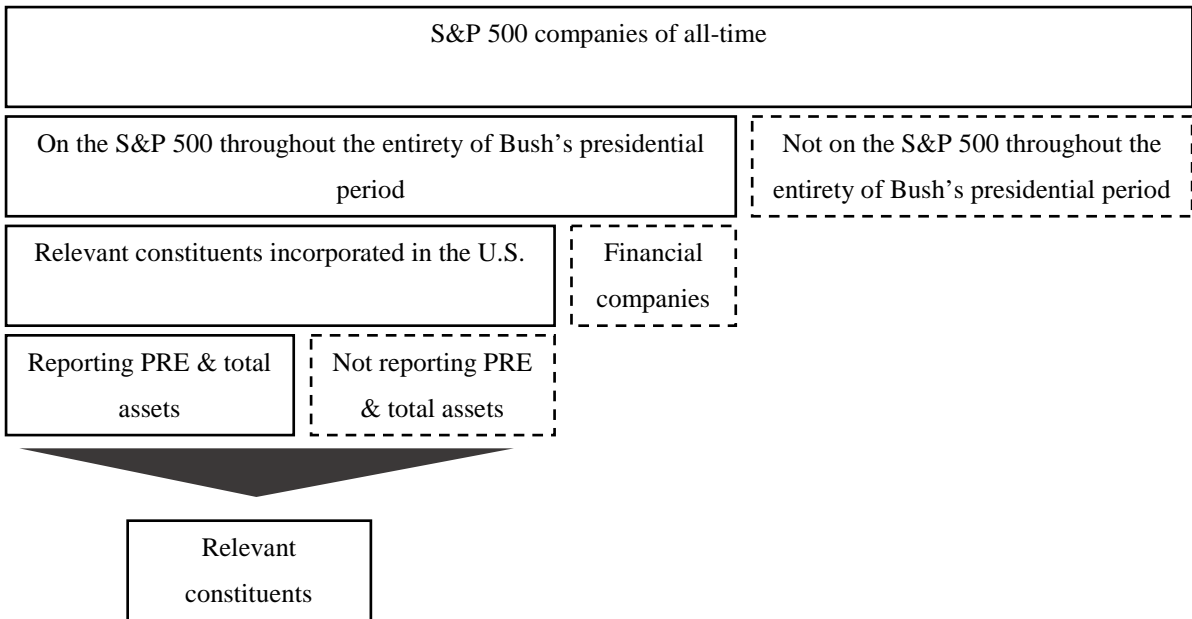 S&P 500 companies of all-time
On the S&P 500 throughout the entirety of Bush’s presidential
period
Not on the S&P 500 throughout the
entirety of Bush’s presidential period
Relevant constituents incorporated in the U.S.
Financial
companies
Reporting PRE & total
assets
Not reporting PRE
& total assets
Relevant
constituents